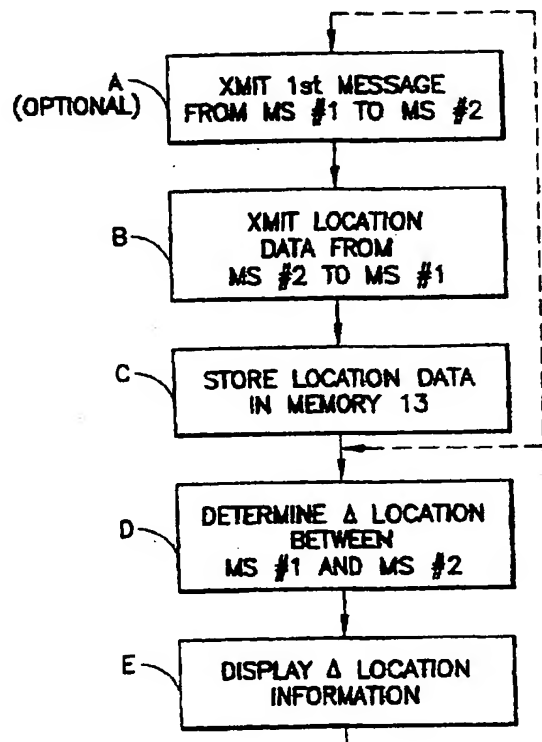 A
(OPTIONAL)
XMIT 1st MESSAGE
FROM MS #1 TO MS #2
B
XMIT LOCATION
DATA FROM
MS #2 TO MS #1
C
STORE LOCATION DATA
IN MEMORY 13
D
DETERMINE Δ LOCATION
BETWEEN
MS #1 AND MS #2
E
DISPLAY Δ LOCATION
INFORMATION